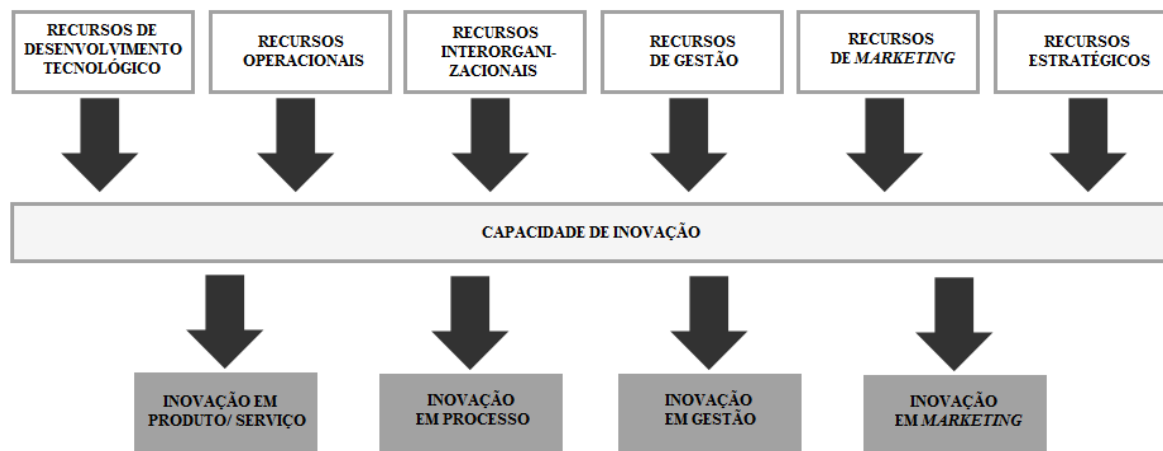 RECURSOS DE
DESENVOLVIMENTO
TECNOLÓGICO
RECURSOS
OPERACIONAIS
RECURSOS
INTERORGANI-
ZACIONAIS
RECURSOS
DE GESTÃO
RECURSOS
DE MARKETING
RECURSOS
ESTRATÉGICOS
CAPACIDADE DE INOVAÇÃO
INOVAÇÃO EM
PRODUTO/ SERVIÇO
INOVAÇÃO
EM PROCESSO
INOVAÇÃO
EM GESTÃO
INOVAÇÃO
EM MARKETING